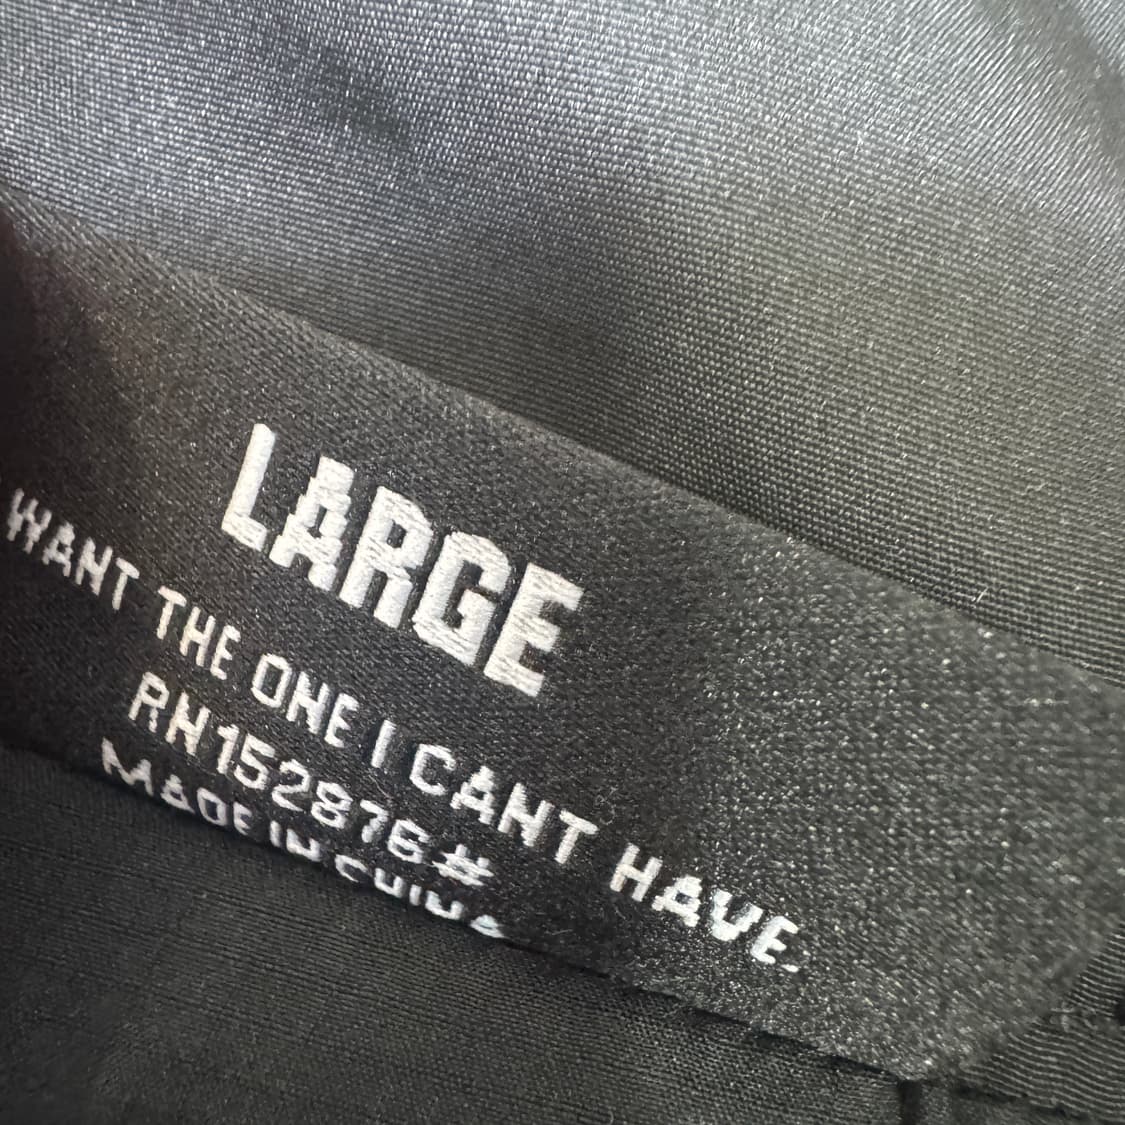 LARGE
WANT THE ONE I CANT HAVE.
RN152876#
MADE IN CHINA